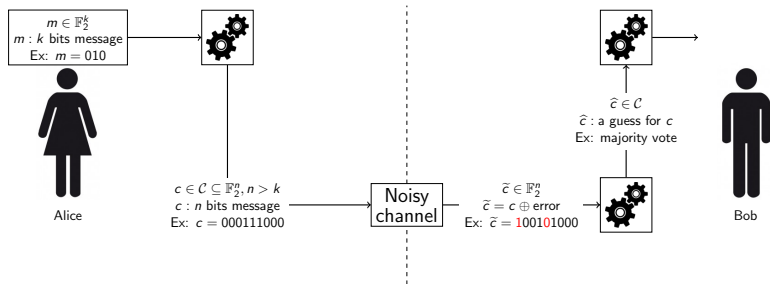 m ∈ 𝔽₂ᵏ
m : k bits message
Ex: m = 010
Alice
c ∈ 𝒞 ⊆ 𝔽₂ⁿ, n > k
c : n bits message
Ex: c = 000111000
Noisy
channel
c̃ ∈ 𝔽₂ⁿ
c̃ = c ⊕ error
Ex: c̃ = 100101000
ĉ ∈ 𝒞
ĉ : a guess for c
Ex: majority vote
Bob